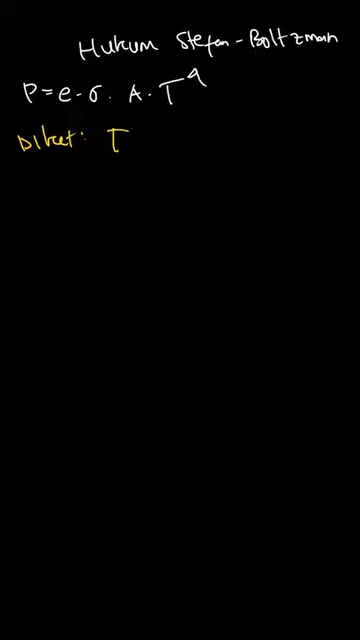 Hukum Stefan-Boltzman
P = e · σ · A · T⁴
Diket: T